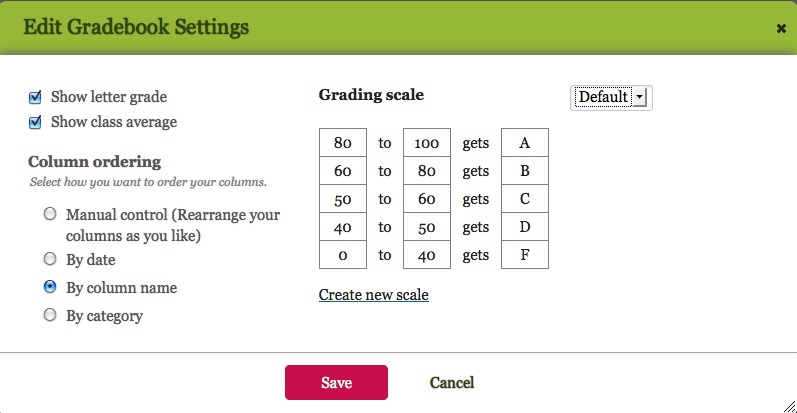 Edit Gradebook Settings
Show letter grade
Show class average
Column ordering
Select how you want to order your columns.
Manual control (Rearrange your
columns as you like)
By date
By column name
By category
Grading scale
Default
80 to 100 gets A
60 to 80 gets B
50 to 60 gets C
40 to 50 gets D
0 to 40 gets F
Create new scale
Save
Cancel